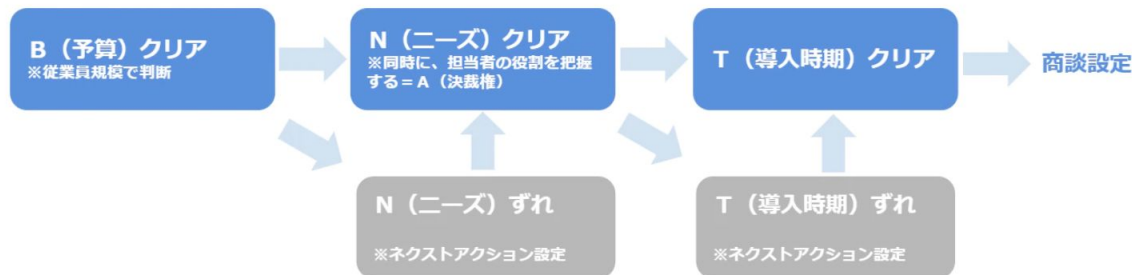 B（予算）クリア
※従業員規模で判断
N（ニーズ）クリア
※同時に、担当者の役割を把握
する＝A（決裁権）
T（導入時期）クリア
商談設定
N（ニーズ）ずれ
※ネクストアクション設定
T（導入時期）ずれ
※ネクストアクション設定